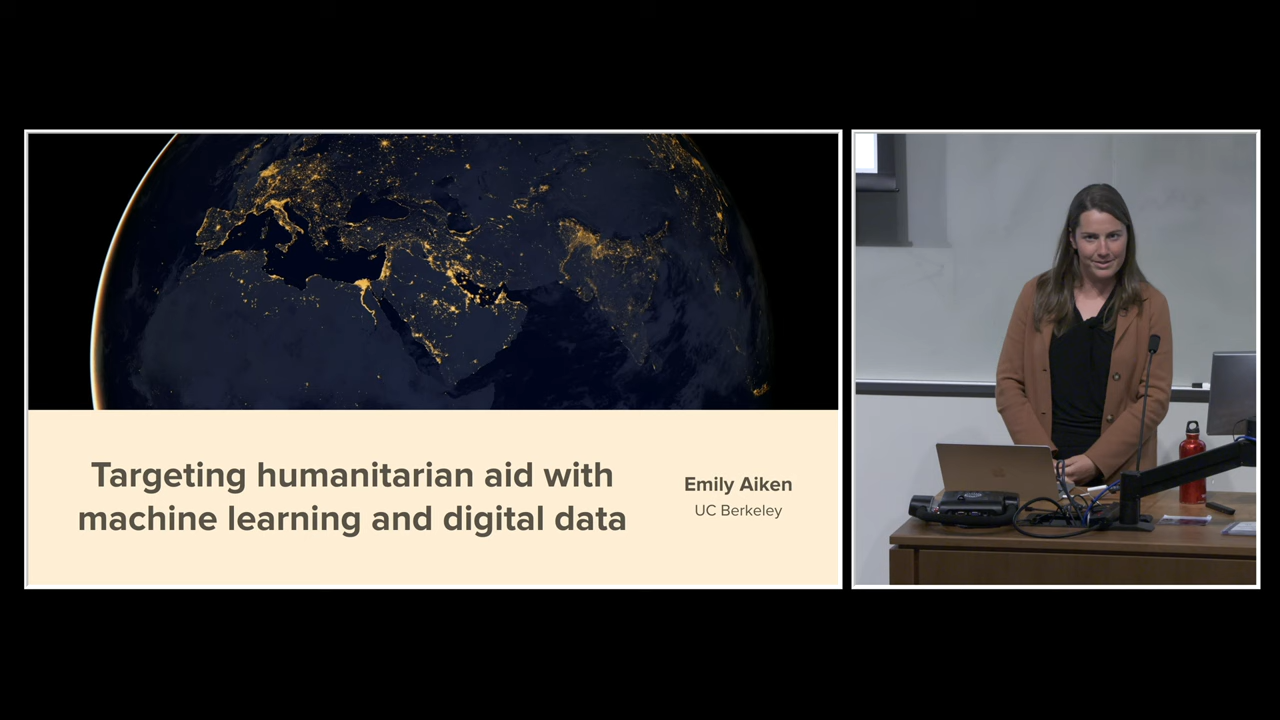 Targeting humanitarian aid with
machine learning and digital data
Emily Aiken
UC Berkeley